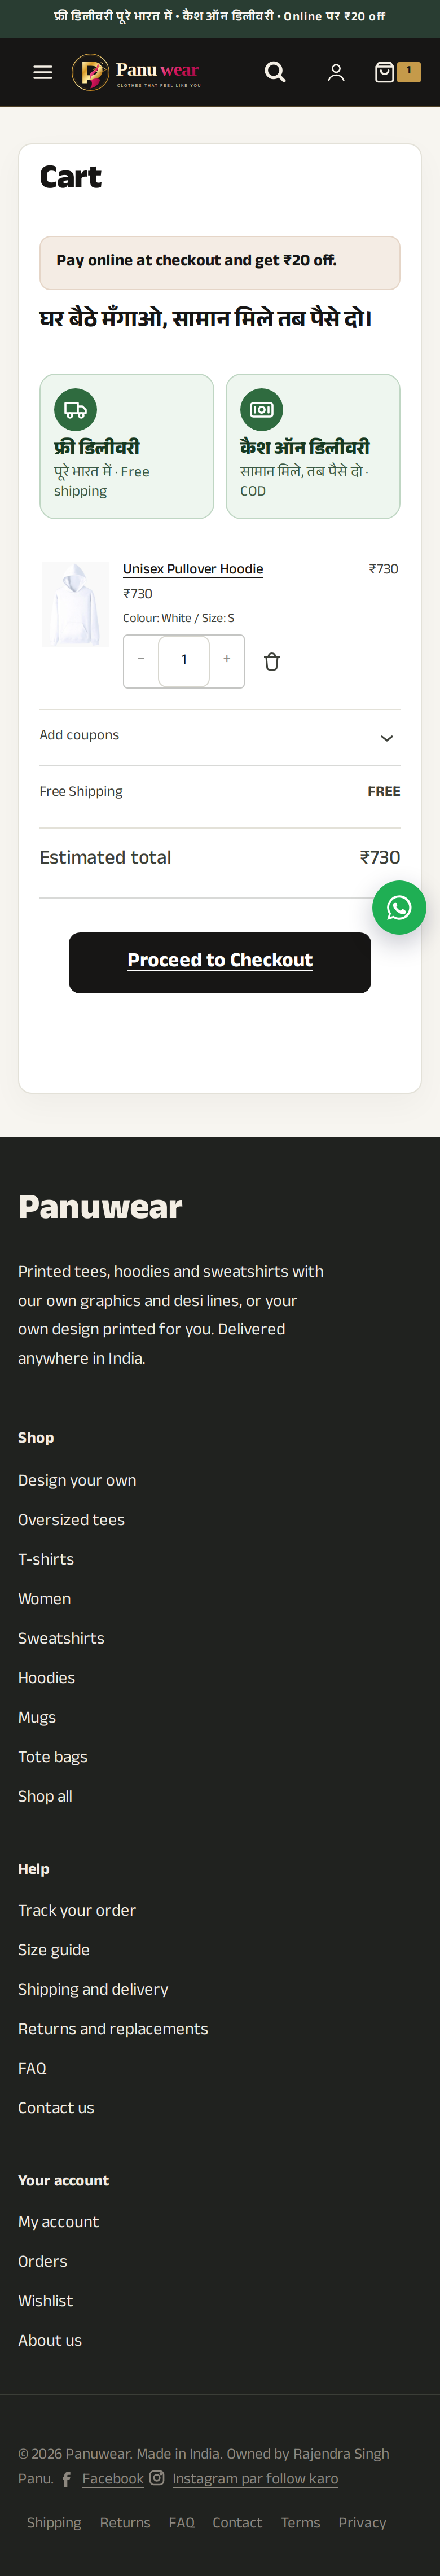 फ्री डिलीवरी पूरे भारत में • कैश ऑन डिलीवरी • Online पर ₹20 off
Panu wear
CLOTHES THAT FEEL LIKE YOU
1
Cart
Pay online at checkout and get ₹20 off.
घर बैठे मँगाओ, सामान मिले तब पैसे दो।
फ्री डिलीवरी
पूरे भारत में · Free
shipping
कैश ऑन डिलीवरी
सामान मिले, तब पैसे दो ·
COD
Unisex Pullover Hoodie ₹730
₹730
Colour: White / Size: S
− 1 +
Add coupons
Free Shipping FREE
Estimated total ₹730
Proceed to Checkout
Panuwear
Printed tees, hoodies and sweatshirts with
our own graphics and desi lines, or your
own design printed for you. Delivered
anywhere in India.
Shop
Design your own
Oversized tees
T-shirts
Women
Sweatshirts
Hoodies
Mugs
Tote bags
Shop all
Help
Track your order
Size guide
Shipping and delivery
Returns and replacements
FAQ
Contact us
Your account
My account
Orders
Wishlist
About us
© 2026 Panuwear. Made in India. Owned by Rajendra Singh
Panu. Facebook Instagram par follow karo
Shipping Returns FAQ Contact Terms Privacy